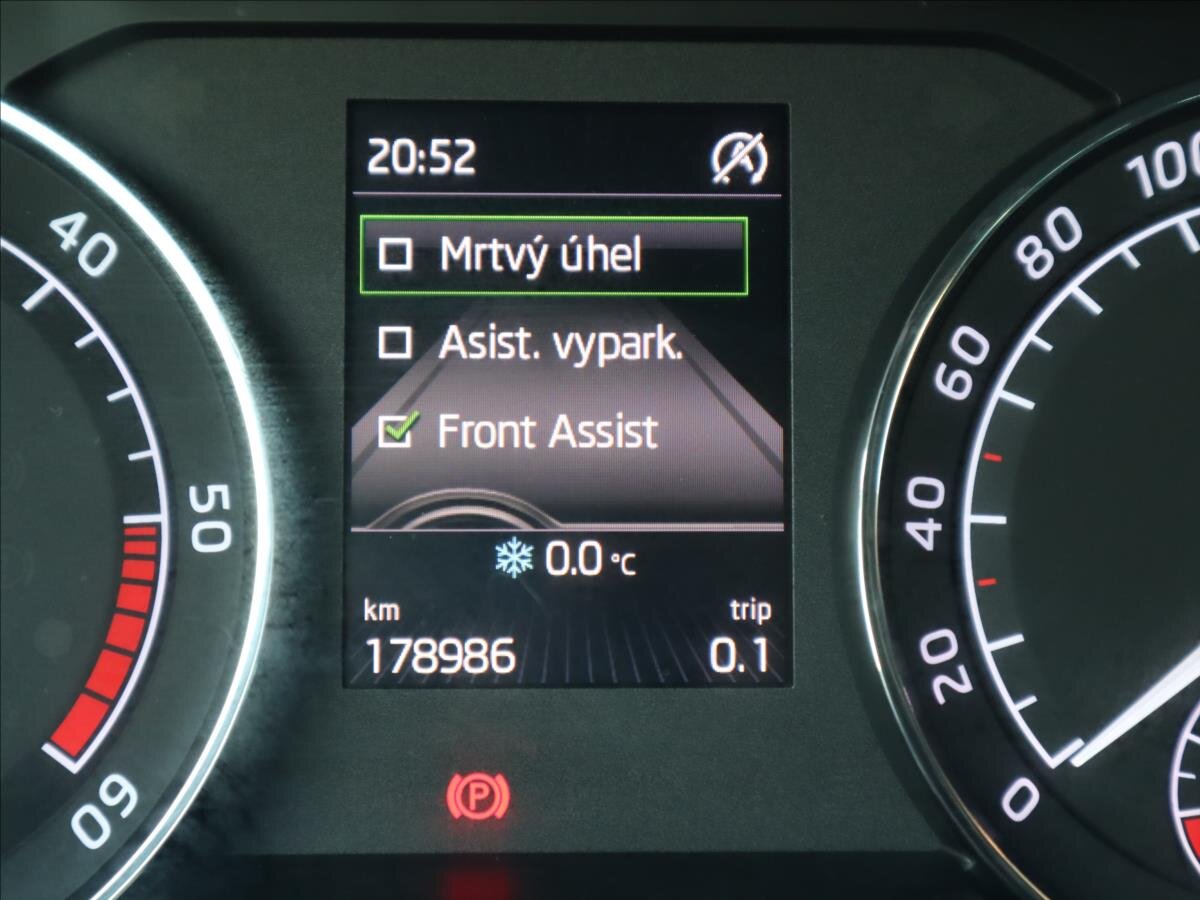 20:52
Mrtvý úhel
Asist. vypark.
Front Assist
0.0 °C
km trip
178986 0.1
P
40
50
60
100
80
60
40
20
0